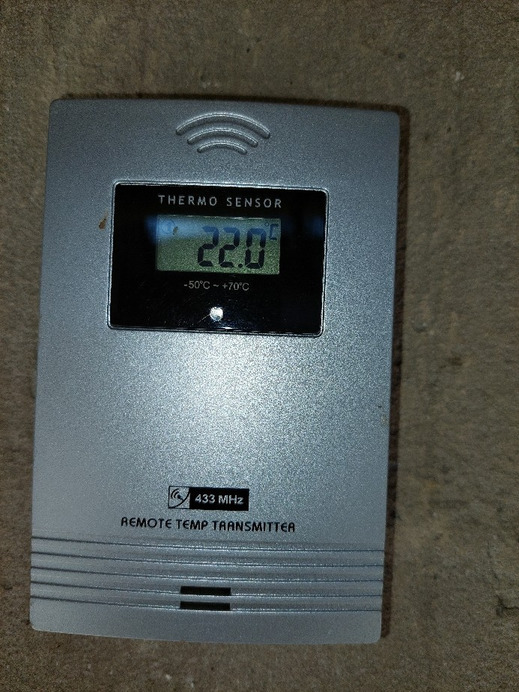 THERMO SENSOR
22.0°C
-50°C ~ +70°C
433 MHz
REMOTE TEMP TRANSMITTER